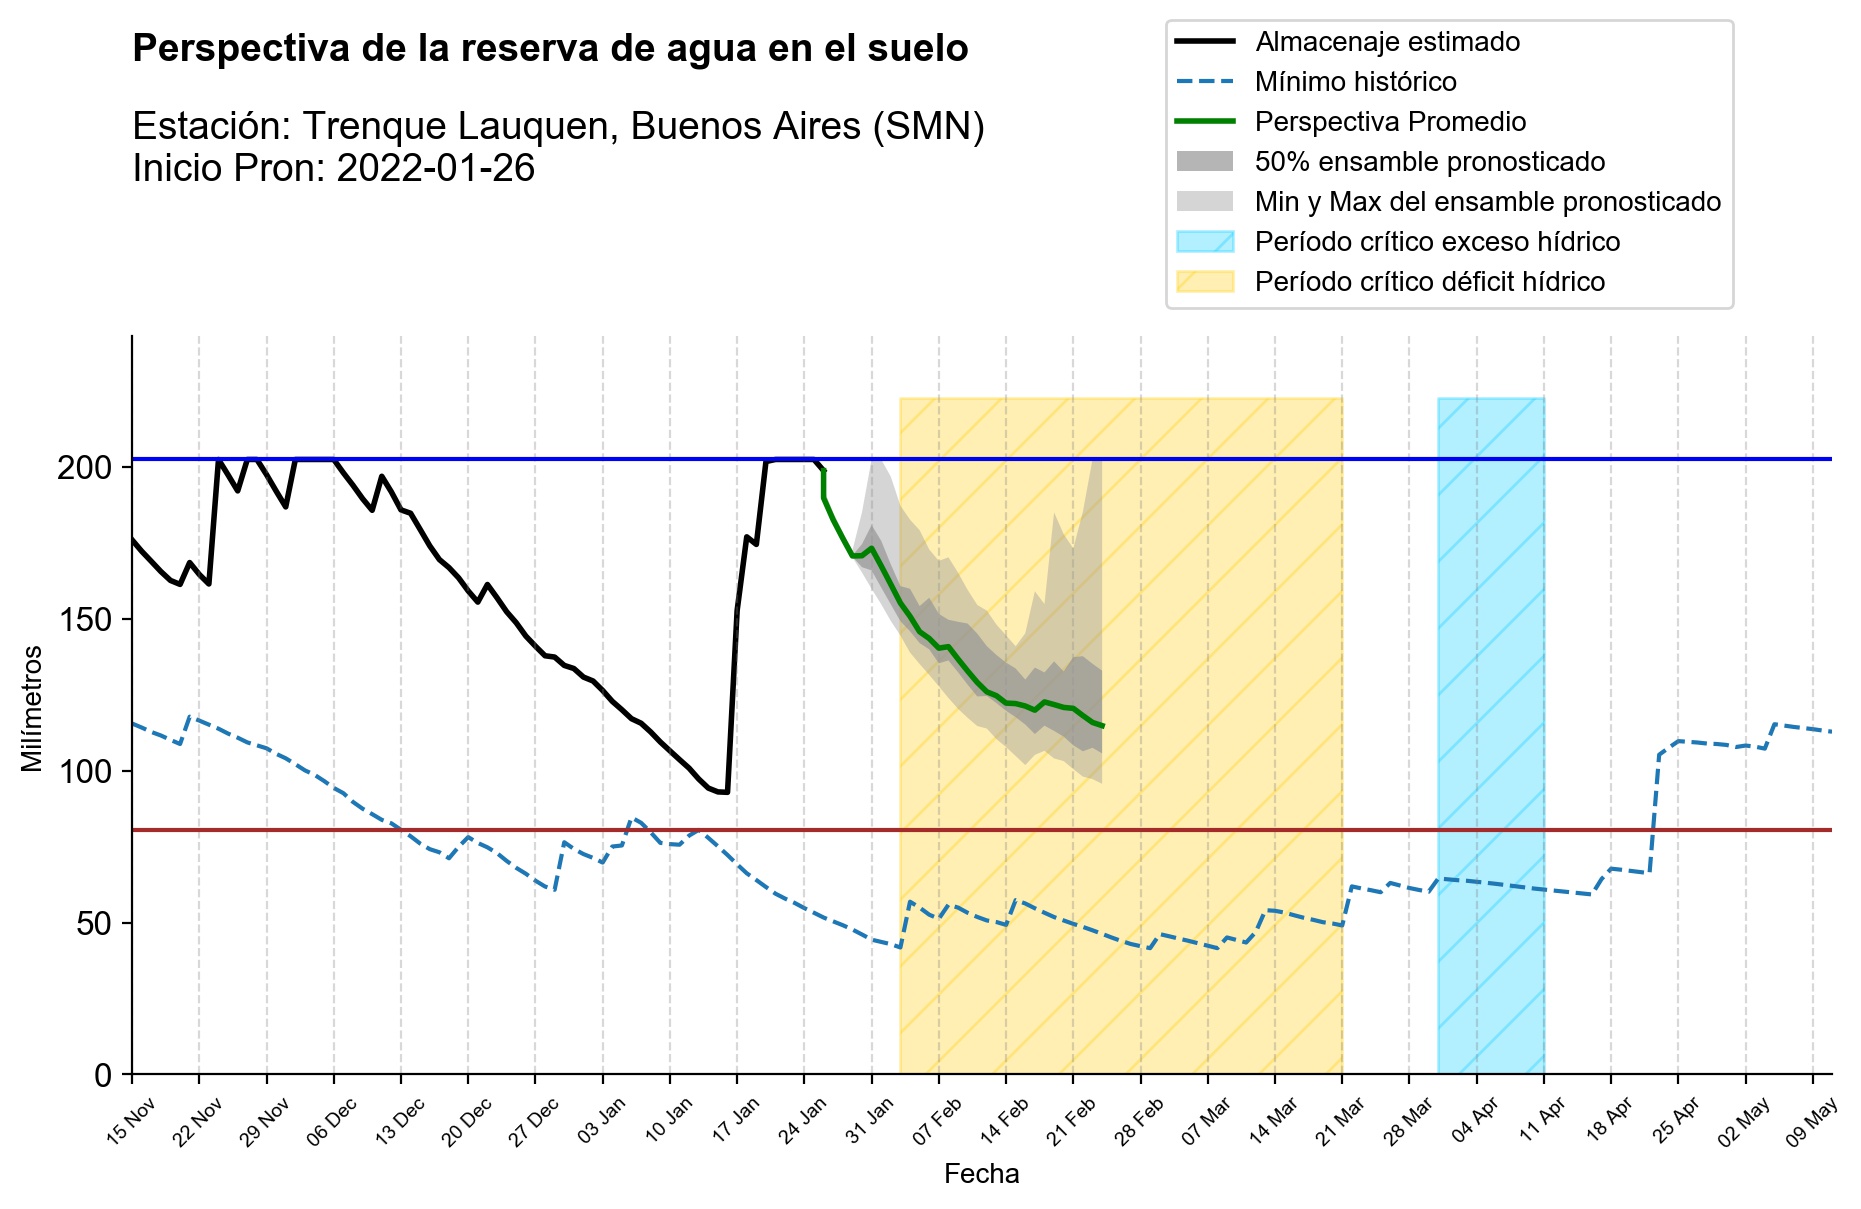 Perspectiva de la reserva de agua en el suelo
Estación: Trenque Lauquen, Buenos Aires (SMN)
Inicio Pron: 2022-01-26
Almacenaje estimado
Mínimo histórico
Perspectiva Promedio
50% ensamble pronosticado
Min y Max del ensamble pronosticado
Período crítico exceso hídrico
Período crítico déficit hídrico
200
150
100
50
0
Milímetros
15 Nov
22 Nov
29 Nov
06 Dec
13 Dec
20 Dec
27 Dec
03 Jan
10 Jan
17 Jan
24 Jan
31 Jan
07 Feb
14 Feb
21 Feb
28 Feb
07 Mar
14 Mar
21 Mar
28 Mar
04 Apr
11 Apr
18 Apr
25 Apr
02 May
09 May
Fecha